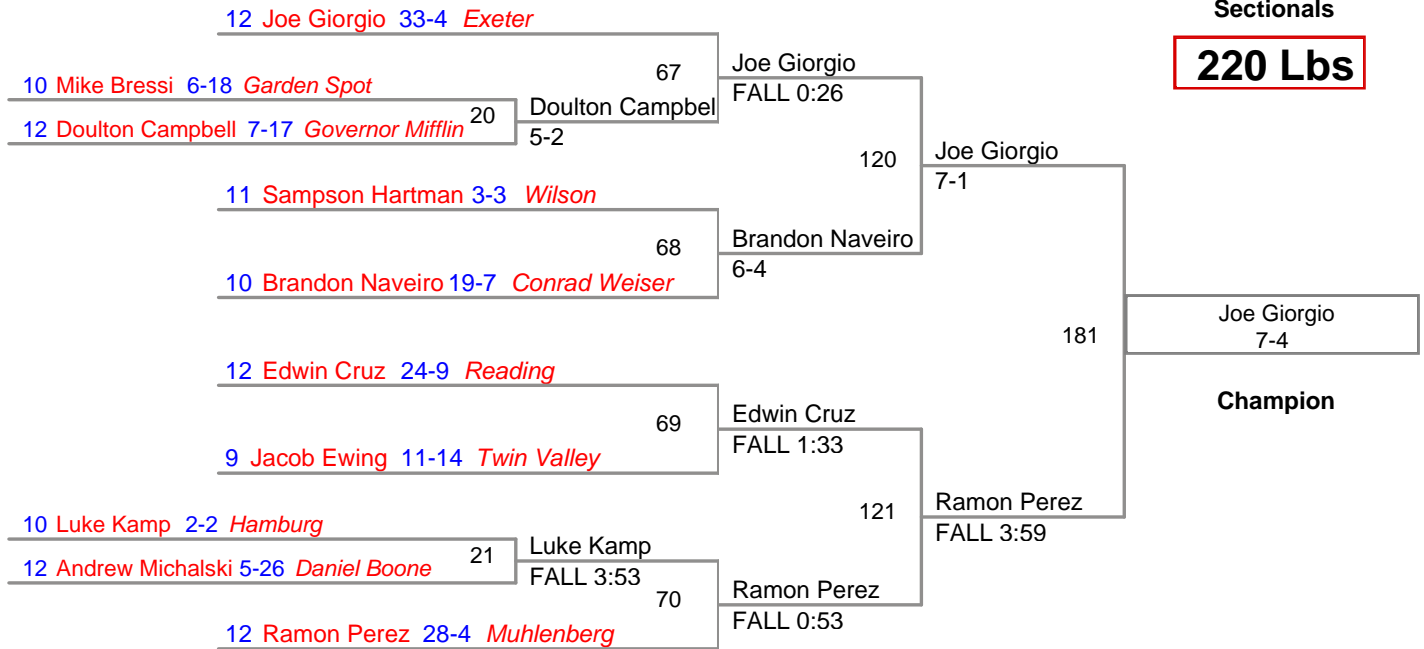 Sectionals
220 Lbs
12 Joe Giorgio 33-4 Exeter
67
Joe Giorgio
FALL 0:26
10 Mike Bressi 6-18 Garden Spot
20
Doulton Campbel
5-2
12 Doulton Campbell 7-17 Governor Mifflin
120
Joe Giorgio
7-1
11 Sampson Hartman 3-3 Wilson
68
Brandon Naveiro
6-4
10 Brandon Naveiro 19-7 Conrad Weiser
181
Joe Giorgio
7-4
Champion
12 Edwin Cruz 24-9 Reading
69
Edwin Cruz
FALL 1:33
9 Jacob Ewing 11-14 Twin Valley
121
Ramon Perez
FALL 3:59
10 Luke Kamp 2-2 Hamburg
21
Luke Kamp
FALL 3:53
12 Andrew Michalski 5-26 Daniel Boone
70
Ramon Perez
FALL 0:53
12 Ramon Perez 28-4 Muhlenberg